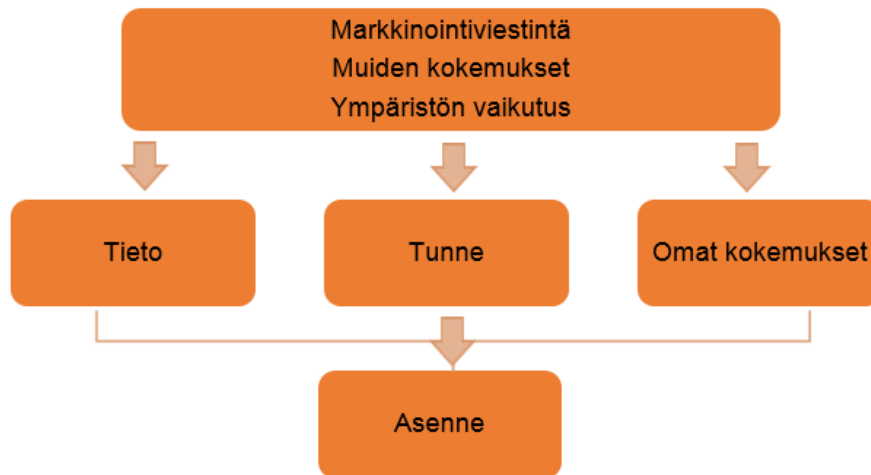 Markkinointiviestintä
Muiden kokemukset
Ympäristön vaikutus
Tieto
Tunne
Omat kokemukset
Asenne